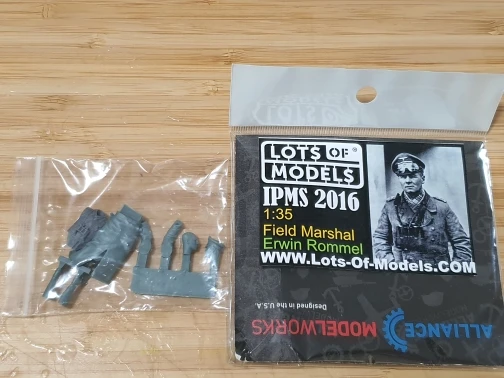 LOTS OF®
MODELS
IPMS 2016
1:35
Field Marshal
Erwin Rommel
WWW.Lots-Of-Models.COM
Designed in the U.S.A.
ALLIANCE
MODELWORKS